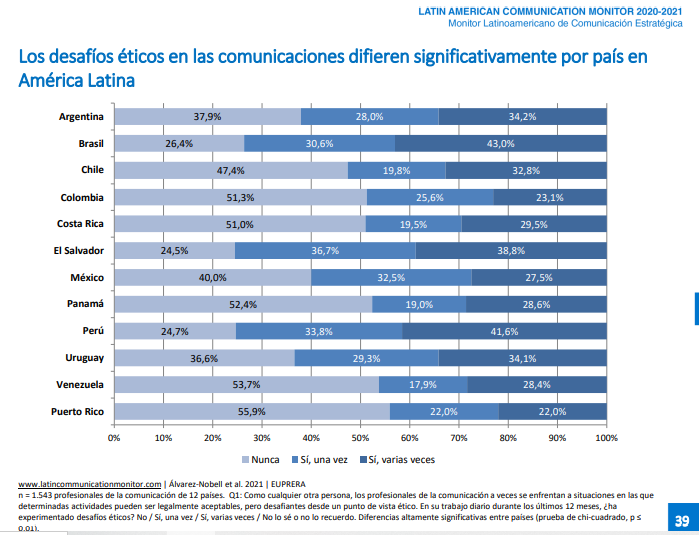 LATIN AMERICAN COMMUNICATION MONITOR 2020-2021
Monitor Latinoamericano de Comunicación Estratégica
Los desafíos éticos en las comunicaciones difieren significativamente por país en
América Latina
Argentina 37,9% 28,0% 34,2%
Brasil 26,4% 30,6% 43,0%
Chile 47,4% 19,8% 32,8%
Colombia 51,3% 25,6% 23,1%
Costa Rica 51,0% 19,5% 29,5%
El Salvador 24,5% 36,7% 38,8%
México 40,0% 32,5% 27,5%
Panamá 52,4% 19,0% 28,6%
Perú 24,7% 33,8% 41,6%
Uruguay 36,6% 29,3% 34,1%
Venezuela 53,7% 17,9% 28,4%
Puerto Rico 55,9% 22,0% 22,0%
0% 10% 20% 30% 40% 50% 60% 70% 80% 90% 100%
Nunca Sí, una vez Sí, varias veces
www.latincommunicationmonitor.com | Álvarez-Nobell et al. 2021 | EUPRERA
n = 1.543 profesionales de la comunicación de 12 países. Q1: Como cualquier otra persona, los profesionales de la comunicación a veces se enfrentan a situaciones en las que
determinadas actividades pueden ser legalmente aceptables, pero desafiantes desde un punto de vista ético. En su trabajo diario durante los últimos 12 meses, ¿ha
experimentado desafíos éticos? No / Sí, una vez / Sí, varias veces / No lo sé o no lo recuerdo. Diferencias altamente significativas entre países (prueba de chi-cuadrado, p ≤
0,01).
39